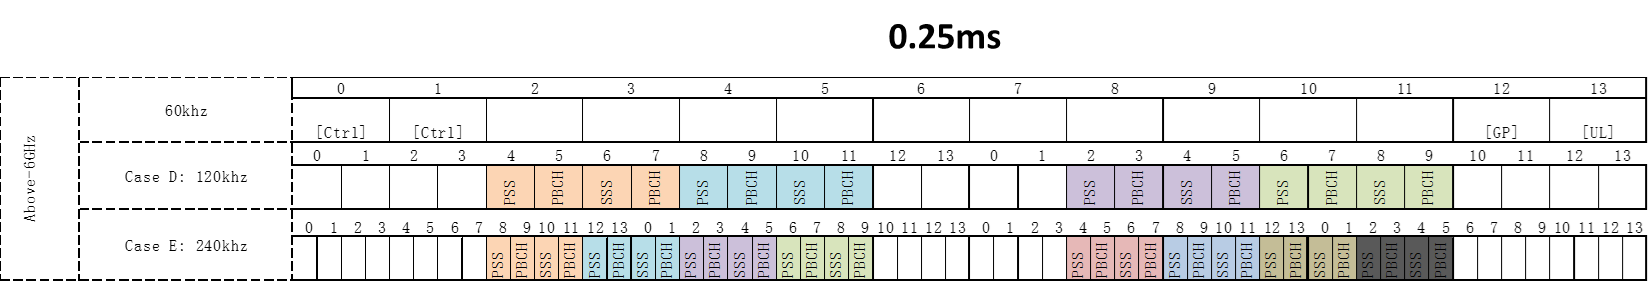 0.25ms
0 1 2 3 4 5 6 7 8 9 10 11 12 13
60khz
[Ctrl] [Ctrl] [GP] [UL]
Above-6GHz
0 1 2 3 4 5 6 7 8 9 10 11 12 13 0 1 2 3 4 5 6 7 8 9 10 11 12 13
Case D: 120khz
PSS PBCH SSS PBCH PSS PBCH SSS PBCH PSS PBCH SSS PBCH PSS PBCH SSS PBCH
0 1 2 3 4 5 6 7 8 9 10 11 12 13 0 1 2 3 4 5 6 7 8 9 10 11 12 13 0 1 2 3 4 5 6 7 8 9 10 11 12 13 0 1 2 3 4 5 6 7 8 9 10 11 12 13
Case E: 240khz
PSS PBCH SSS PBCH PSS PBCH SSS PBCH PSS PBCH SSS PBCH PSS PBCH SSS PBCH PSS PBCH SSS PBCH PSS PBCH SSS PBCH PSS PBCH SSS PBCH PSS PBCH SSS PBCH